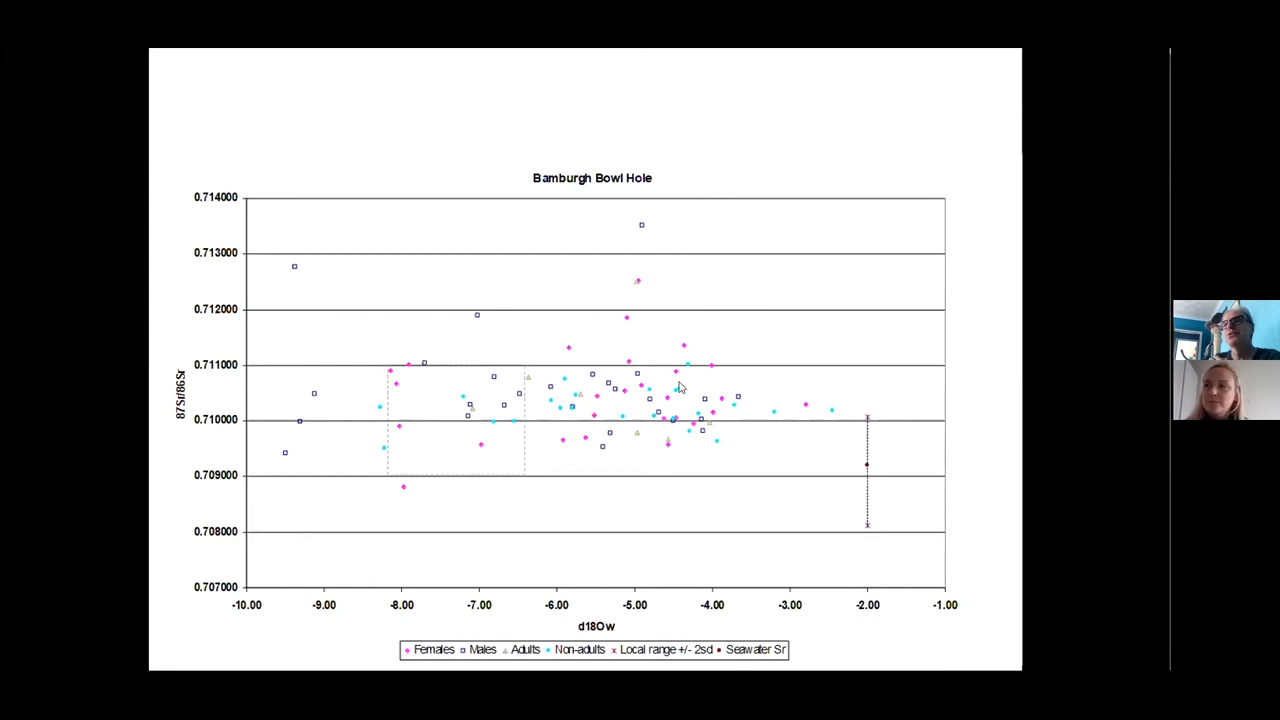 Bamburgh Bowl Hole
0.714000
0.713000
0.712000
0.711000
0.710000
0.709000
0.708000
0.707000
87Sr/86Sr
-10.00 -9.00 -8.00 -7.00 -6.00 -5.00 -4.00 -3.00 -2.00 -1.00
d18Ow
Females Males Adults Non-adults Local range +/- 2sd Seawater Sr